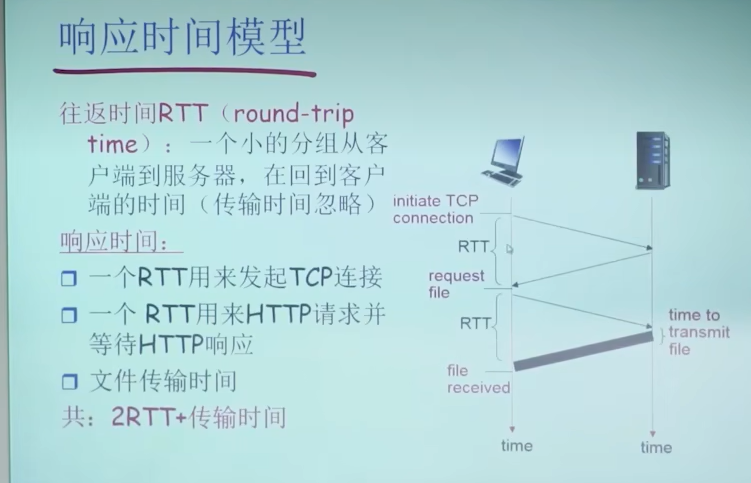 响应时间模型
往返时间RTT（round-trip
time）：一个小的分组从客
户端到服务器，在回到客户
端的时间（传输时间忽略）
响应时间：
一个RTT用来发起TCP连接
一个 RTT用来HTTP请求并
等待HTTP响应
文件传输时间
共：2RTT+传输时间
initiate TCP
connection
RTT
request
file
RTT
file
received
time to
transmit
file
time
time